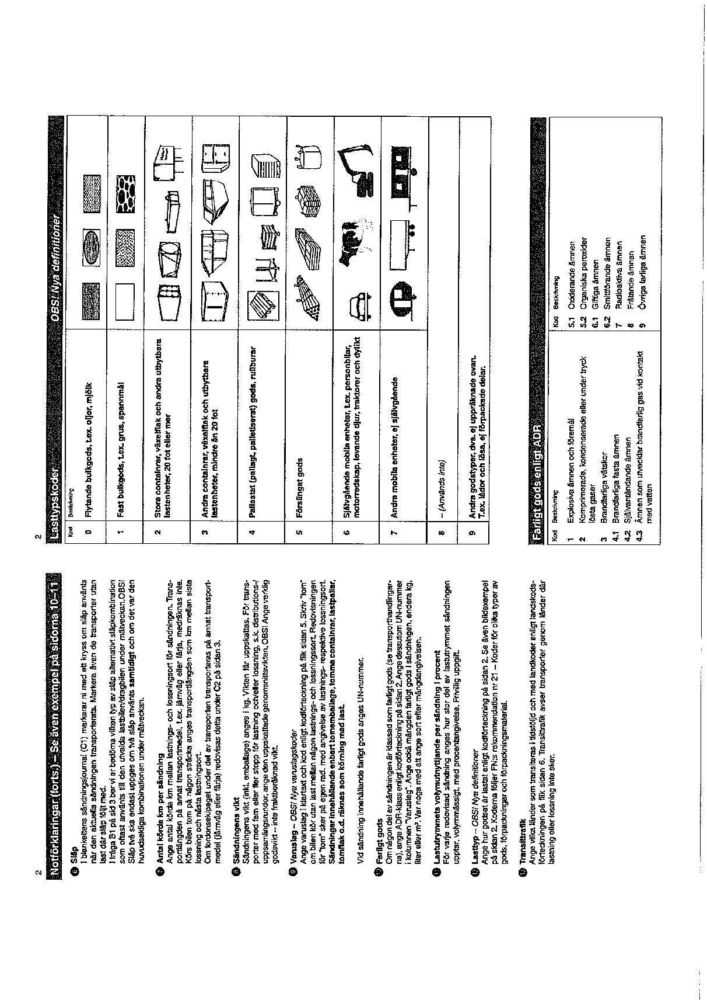 2
Notförklaringar (forts.) – Se även exempel på sidorna 10–11
6 Släp
I blankettens sändningsjournal (C1) markerar ni med ett kryss om släp använts
när den aktuella sändningen transporterats. Markera även de transporter utan
last där släp följt med.
I fråga B1 på sid 3 ber vi er bedöma vilken typ av släp alternativt släpkombination
som oftast använts till den utvalda lastbilen/dragbilen under mätveckan.OBS!
Släp två ska endast uppges om två släp använts samtidigt och om det var den
huvudsakliga kombinationen under mätveckan.
7 Antal körda km per sändning
Ange antal körda km mellan lastnings- och lossningsort för sändningen. Trans-
portlängden på annat transportmedel, t.ex. järnväg eller färja, medräknas inte.
Körs bilen tom på någon sträcka anges transportlängden som km mellan sista
lossning och nästa lastningsort.
Om fordonsekipaget under del av transporten transporteras på annat transport-
medel (järnväg eller färja) redovisas detta under C2 på sidan 3.
8 Sändningens vikt
Sändningens vikt (inkl. emballage) anges i kg. Vikten får uppskattas. För trans-
porter med fem eller fler stopp för lastning och/eller lossning, s.k. distributions-/
uppsamlingsrundor, ange den uppskattade genomsnittsvikten. OBS! Ange verklig
godsvikt – inte fraktberäknad vikt.
9 Varuslag – OBS! Nya varuslagskoder
Ange varuslag i klartext och kod enligt kodförteckning på flik sidan 5. Skriv "tom"
om bilen kör utan last mellan någon lastnings- och lossningssort. Redovisningen
för "tom" sker på egen rad, med angivelse av lastnings- respektive lossningsort.
Sändningar innehållande enbart tomemballage, tomma containrar, lastpallar,
tomflak o.d. räknas som körning med last.
Vid sändning innehållande farligt gods anges UN-nummer.
10 Farligt gods
Om någon del av sändningen är klassad som farligt gods (se transporthandlingar-
na), ange ADR-klass enligt kodförteckning på sidan 2. Ange dessutom UN-nummer
i kolumnen "Varuslag". Ange också mängden farligt gods i sändningen, endera kg,
liter eller m³. Var noga med att ange sort efter mängdangivelsen.
11 Lastutrymmets volymutnyttjande per sändning i procent
För varje redovisad sändning anges hur stor del av lastutrymmet sändningen
upptar, volymmässigt, med procentangivelse. Frivillig uppgift.
12 Lasttyp – OBS! Nya definitioner
Ange hur godset är lastat enligt kodförteckning på sidan 2. Se även bildexempel
på sidan 2. Koderna följer FN:s rekommendation nr 21 – Koder för olika typer av
gods, förpackningar och förpackningsmaterial.
13 Transittrafik
Ange vilka länder som transiteras i tidsföljd och med landkoder enligt landskods-
förteckningen på flik sidan 6. Transittrafik avser transporter genom länder där
lastning eller lossning inte sker.
2
Lasttypskoder OBS! Nya definitioner
Kod Beskrivning
0 Flytande bulkgods, t.ex. oljor, mjölk
1 Fast bulkgods, t.ex. grus, spannmål
2 Stora containrar, växelflak och andra utbytbara
lastenheter, 20 fot eller mer
3 Andra containrar, växelflak och utbytbara
lastenheter, mindre än 20 fot
4 Pallastat (pallagt, palletiserat) gods, rullburar
5 Förslingat gods
6 Självgående mobila enheter, t.ex. personbilar,
motorredskap, levande djur, traktorer och dylikt
7 Andra mobila enheter, ej självgående
8 – (Används inte)
9 Andra godstyper, dvs. ej uppräknade ovan.
T.ex. lådor och lösa, ej förpackade delar.
Farligt gods enligt ADR
Kod Beskrivning Kod Beskrivning
1 Explosiva ämnen och föremål
2 Komprimerade, kondenserade eller under tryck
lösta gaser
3 Brandfarliga vätskor
4.1 Brandfarliga fasta ämnen
4.2 Självantändande ämnen
4.3 Ämnen som utvecklar brandfarlig gas vid kontakt
med vatten
5.1 Oxiderande ämnen
5.2 Organiska peroxider
6.1 Giftiga ämnen
6.2 Smittförande ämnen
7 Radioaktiva ämnen
8 Frätande ämnen
9 Övriga farliga ämnen